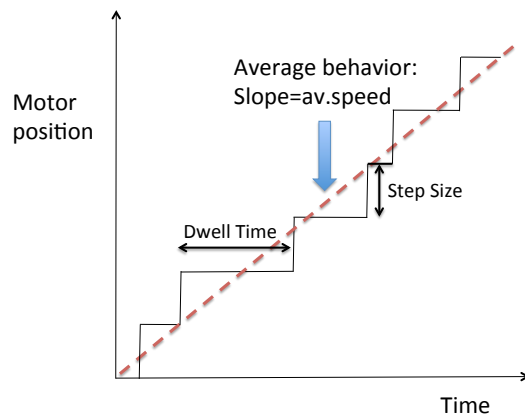 Average behavior:
Slope=av.speed
Motor
position
Step Size
Dwell Time
Time